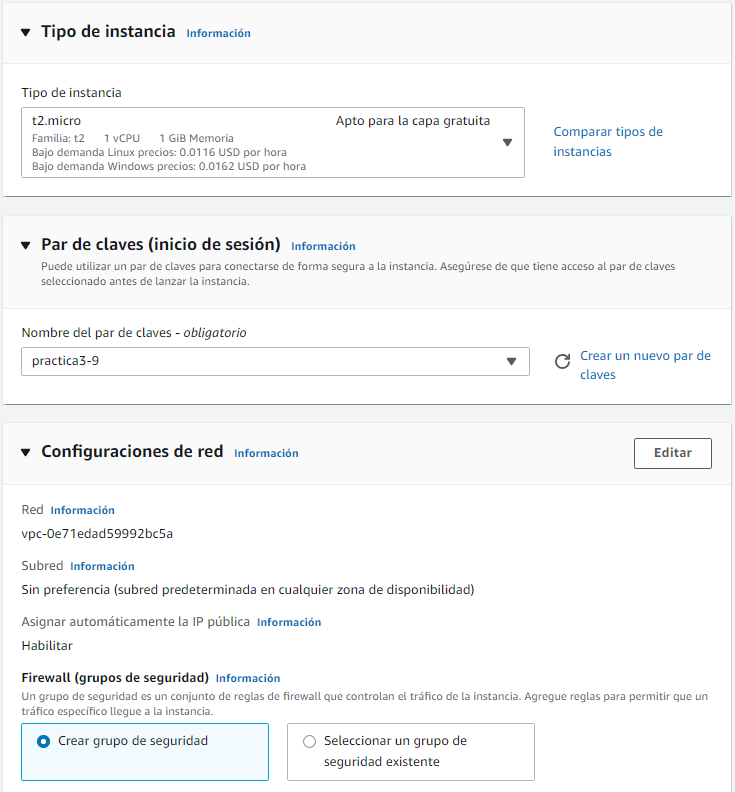 Tipo de instancia Información
Tipo de instancia
t2.micro Apto para la capa gratuita
Familia: t2 1 vCPU 1 GiB Memoria
Bajo demanda Linux precios: 0.0116 USD por hora
Bajo demanda Windows precios: 0.0162 USD por hora
Comparar tipos de
instancias
Par de claves (inicio de sesión) Información
Puede utilizar un par de claves para conectarse de forma segura a la instancia. Asegúrese de que tiene acceso al par de claves
seleccionado antes de lanzar la instancia.
Nombre del par de claves - obligatorio
practica3-9
Crear un nuevo par de
claves
Configuraciones de red Información
Editar
Red Información
vpc-0e71edad59992bc5a
Subred Información
Sin preferencia (subred predeterminada en cualquier zona de disponibilidad)
Asignar automáticamente la IP pública Información
Habilitar
Firewall (grupos de seguridad) Información
Un grupo de seguridad es un conjunto de reglas de firewall que controlan el tráfico de la instancia. Agregue reglas para permitir que un
tráfico específico llegue a la instancia.
Crear grupo de seguridad
Seleccionar un grupo de
seguridad existente